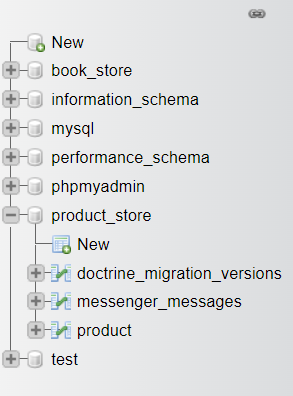 New
book_store
information_schema
mysql
performance_schema
phpmyadmin
product_store
New
doctrine_migration_versions
messenger_messages
product
test